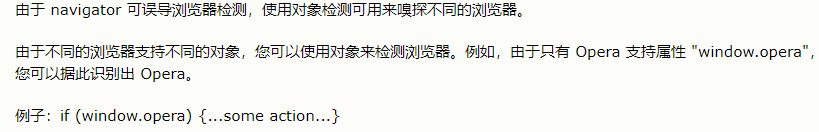 由于 navigator 可误导浏览器检测，使用对象检测可用来嗅探不同的浏览器。
由于不同的浏览器支持不同的对象，您可以使用对象来检测浏览器。例如，由于只有 Opera 支持属性 "window.opera"，
您可以据此识别出 Opera。
例子：if (window.opera) {...some action...}